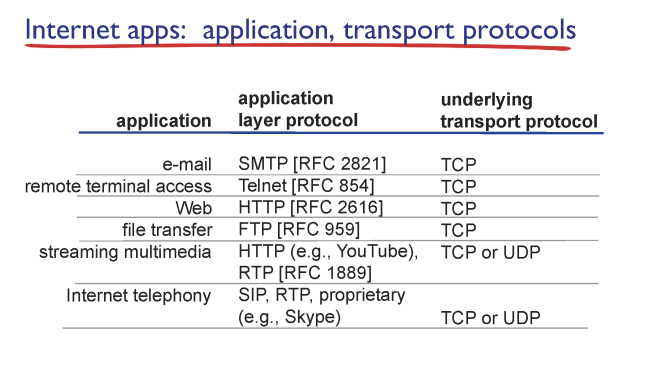 Internet apps: application, transport protocols
application
application layer protocol
underlying transport protocol
e-mail SMTP [RFC 2821] TCP
remote terminal access Telnet [RFC 854] TCP
Web HTTP [RFC 2616] TCP
file transfer FTP [RFC 959] TCP
streaming multimedia HTTP (e.g., YouTube), TCP or UDP
RTP [RFC 1889]
Internet telephony SIP, RTP, proprietary
(e.g., Skype) TCP or UDP